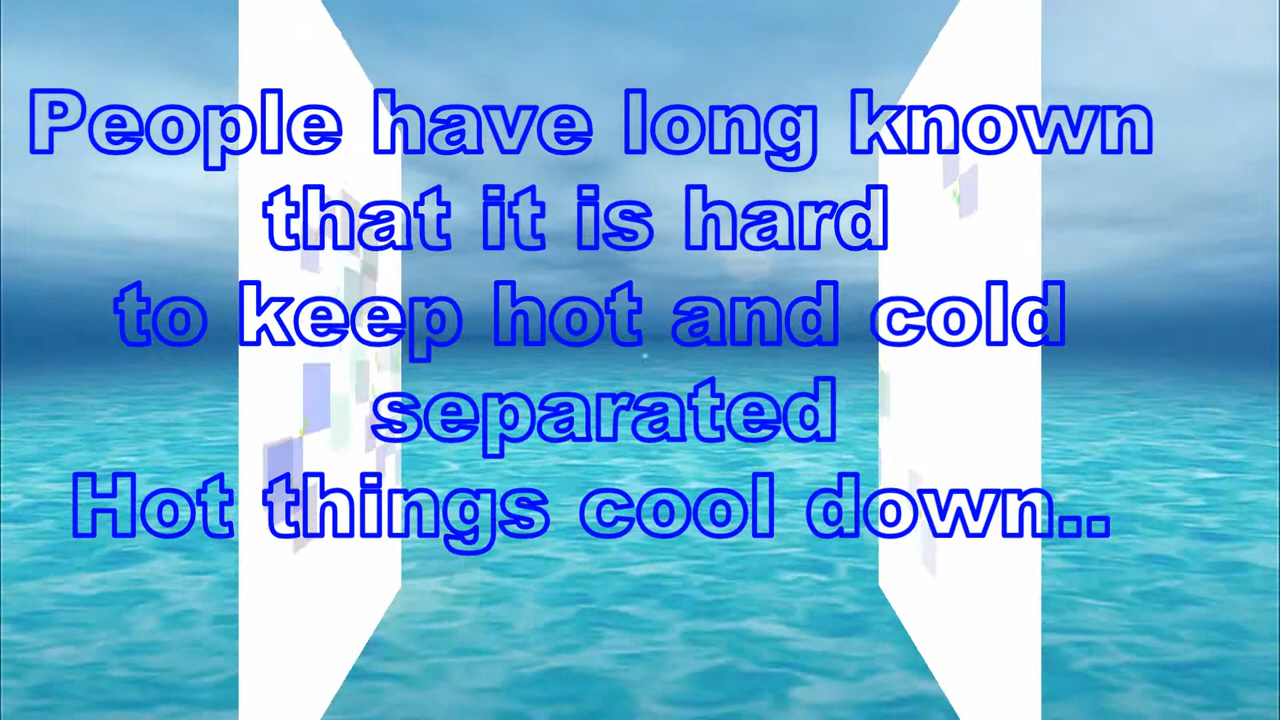 People have long known
that it is hard
to keep hot and cold
separated
Hot things cool down..